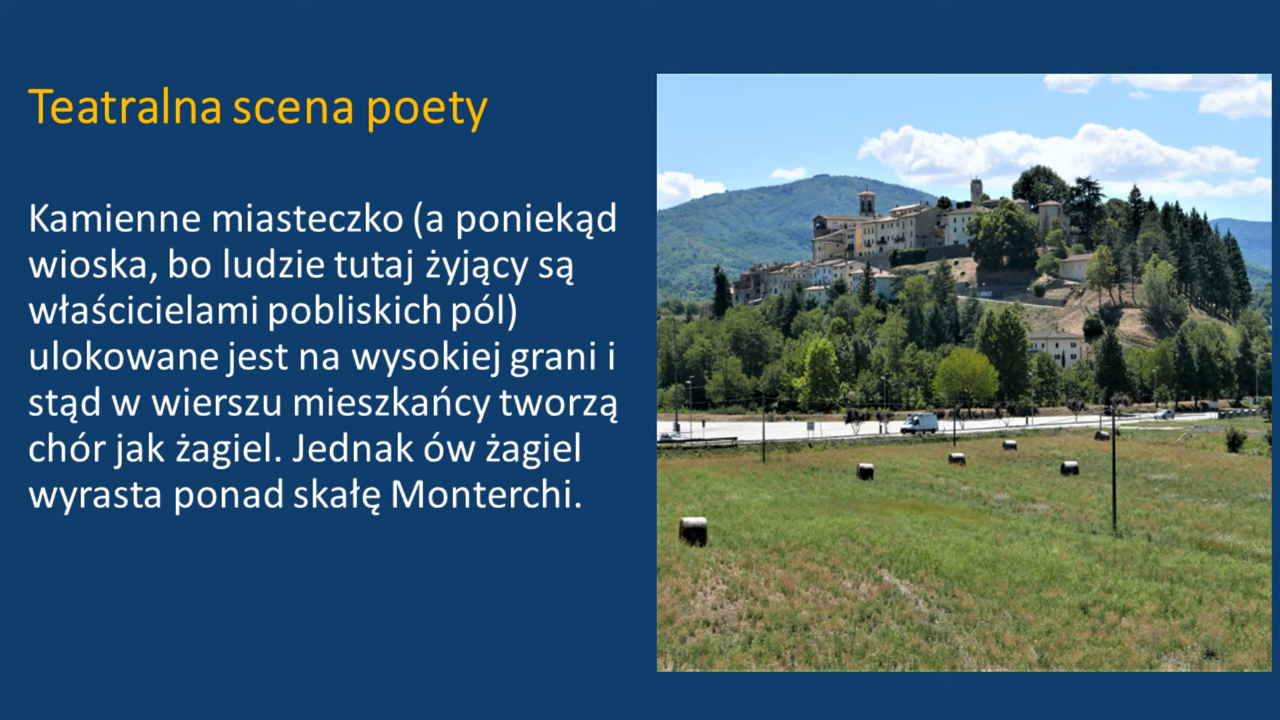 Teatralna scena poety
Kamienne miasteczko (a poniekąd
wioska, bo ludzie tutaj żyjący są
właścicielami pobliskich pól)
ulokowane jest na wysokiej grani i
stąd w wierszu mieszkańcy tworzą
chór jak żagiel. Jednak ów żagiel
wyrasta ponad skałę Monterchi.